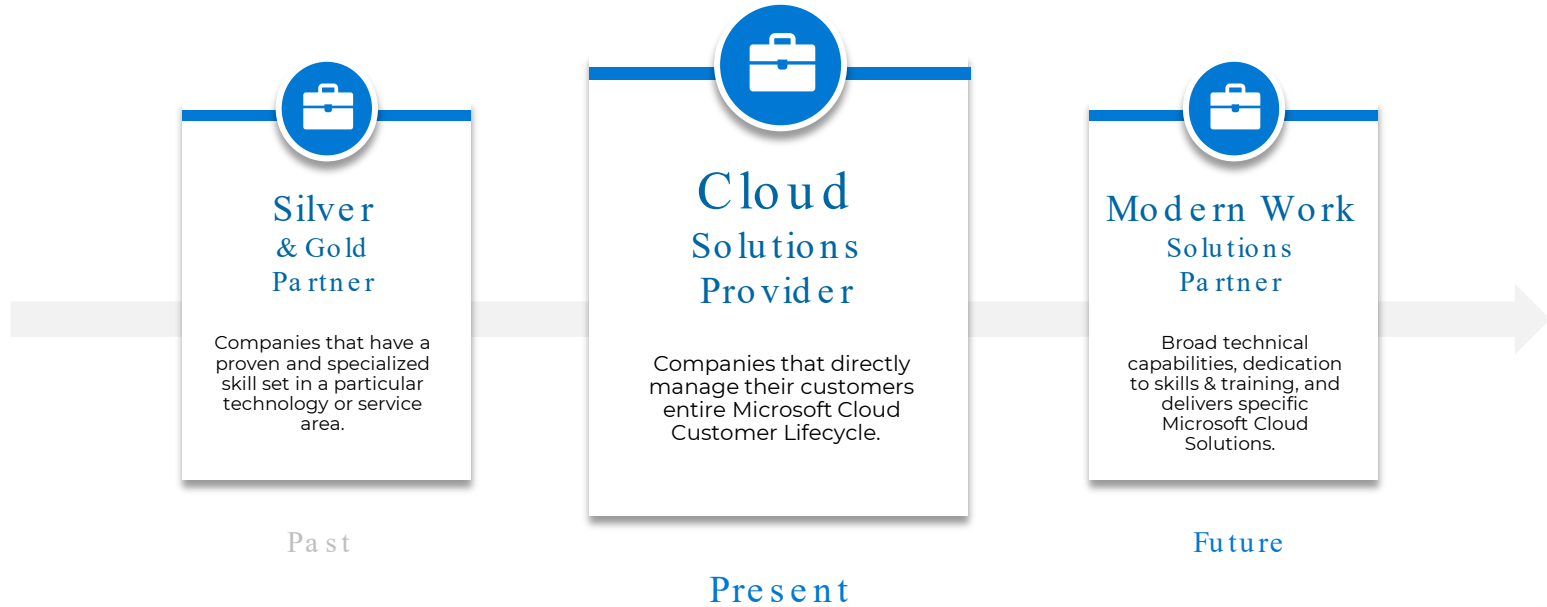 Silver
& Gold
Partner
Companies that have a
proven and specialized
skill set in a particular
technology or service
area.
Past
Cloud
Solutions
Provider
Companies that directly
manage their customers
entire Microsoft Cloud
Customer Lifecycle.
Present
Modern Work
Solutions
Partner
Broad technical
capabilities, dedication
to skills & training, and
delivers specific
Microsoft Cloud
Solutions.
Future